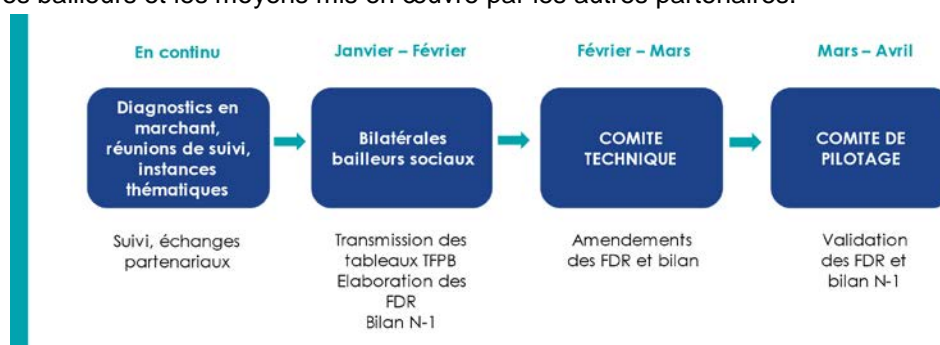 es bailleurs et les moyens mis en œuvre par les autres partenaires.
En continu
Janvier – Février
Février – Mars
Mars – Avril
Diagnostics en
marchant,
réunions de suivi,
instances
thématiques
Bilatérales
bailleurs sociaux
COMITE
TECHNIQUE
COMITE DE
PILOTAGE
Suivi, échanges
partenariaux
Transmission des
tableaux TFPB
Elaboration des
FDR
Bilan N-1
Amendements
des FDR et bilan
Validation
des FDR et
bilan N-1